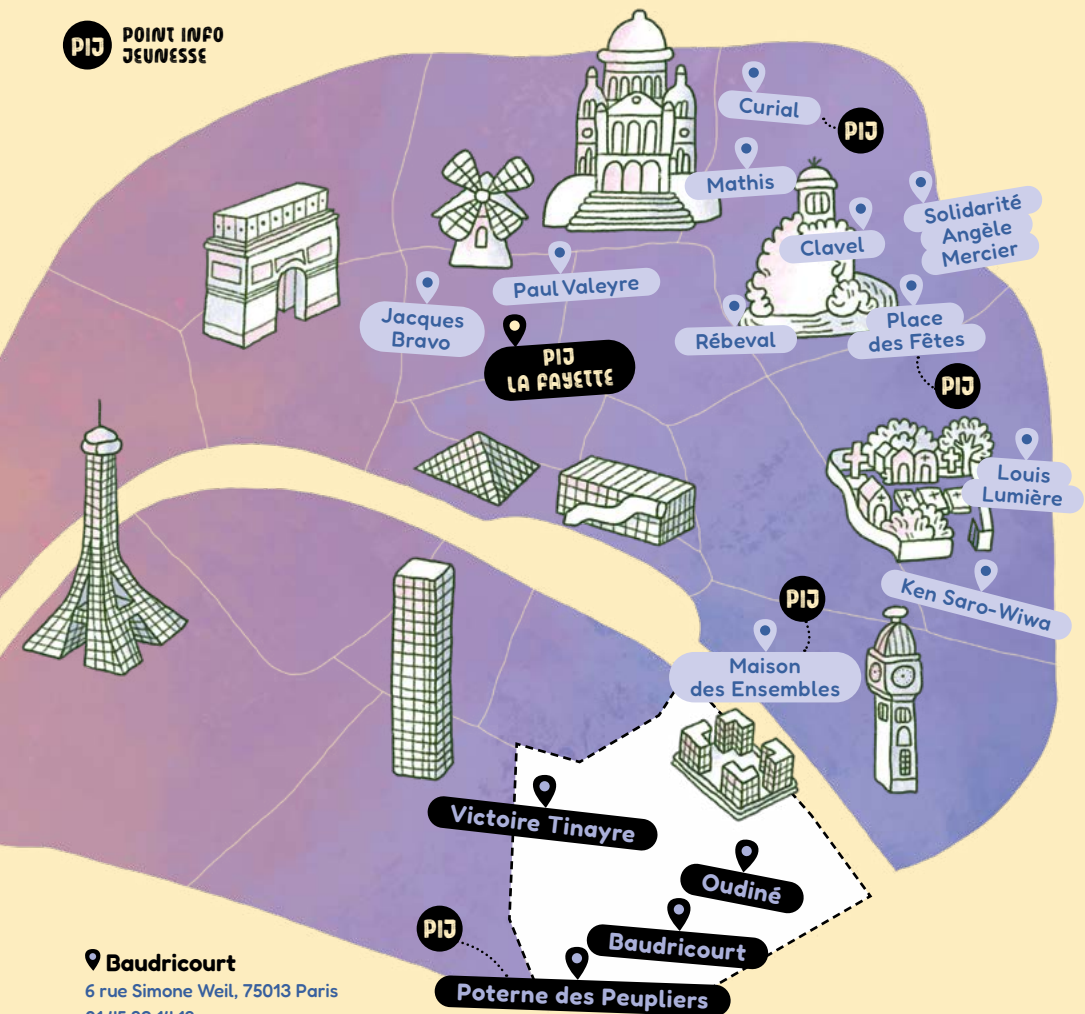 PIJ
POINT INFO
JEUNESSE
Curial
PIJ
Mathis
Solidarité
Angèle
Mercier
Clavel
Paul Valeyre
Jacques
Bravo
Place
des Fêtes
Rébeval
PIJ
LA FAYETTE
PIJ
Louis
Lumière
Ken Saro-Wiwa
PIJ
Maison
des Ensembles
Victoire Tinayre
Oudiné
PIJ
Baudricourt
Poterne des Peupliers
Baudricourt
6 rue Simone Weil, 75013 Paris